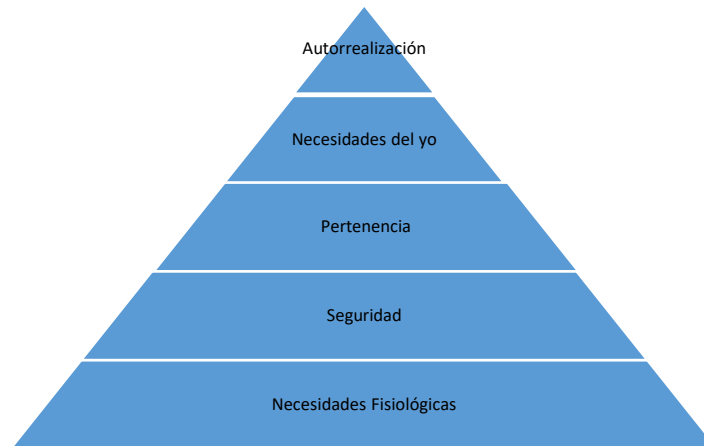 Autorrealización
Necesidades del yo
Pertenencia
Seguridad
Necesidades Fisiológicas